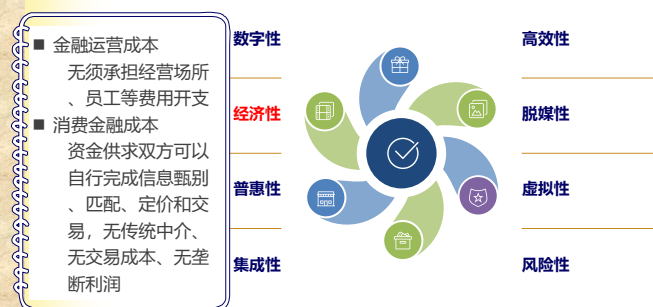 ■ 金融运营成本
无须承担经营场所
、员工等费用开支
■ 消费金融成本
资金供求双方可以
自行完成信息甄别
、匹配、定价和交
易，无传统中介、
无交易成本、无垄
断利润
数字性
经济性
普惠性
集成性
高效性
脱媒性
虚拟性
风险性